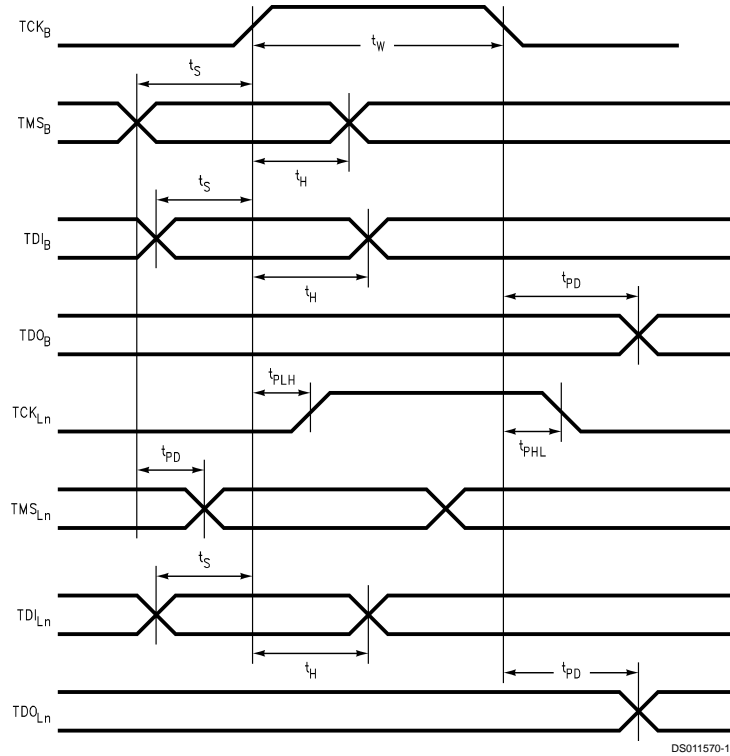 TCK_B
t_W
t_S
TMS_B
t_H
t_S
TDI_B
t_H
t_PD
TDO_B
t_PLH
TCK_Ln
t_PHL
t_PD
TMS_Ln
t_S
TDI_Ln
t_H
t_PD
TDO_Ln
DS011570-1